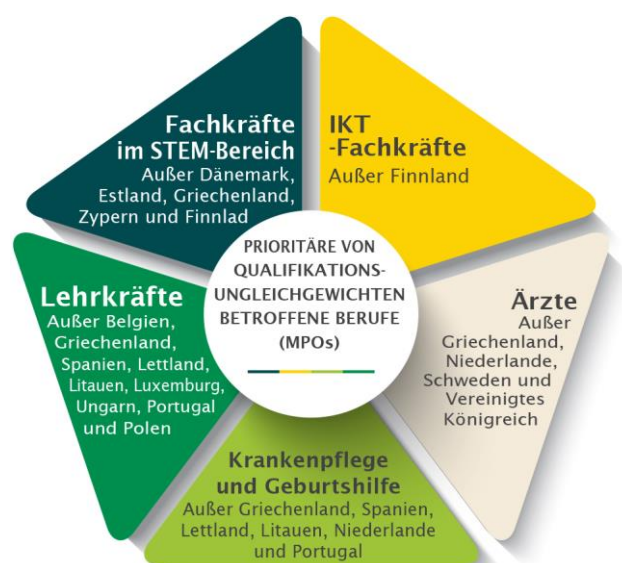 Fachkräfte
im STEM-Bereich
Außer Dänemark,
Estland, Griechenland,
Zypern und Finnlad
IKT
-Fachkräfte
Außer Finnland
PRIORITÄRE VON
QUALIFIKATIONS-
UNGLEICHGEWICHTEN
BETROFFENE BERUFE
(MPOs)
Lehrkräfte
Außer Belgien,
Griechenland,
Spanien, Lettland,
Litauen, Luxemburg,
Ungarn, Portugal
und Polen
Ärzte
Außer
Griechenland,
Niederlande,
Schweden und
Vereinigtes
Königreich
Krankenpflege
und Geburtshilfe
Außer Griechenland, Spanien,
Lettland, Litauen, Niederlande
und Portugal